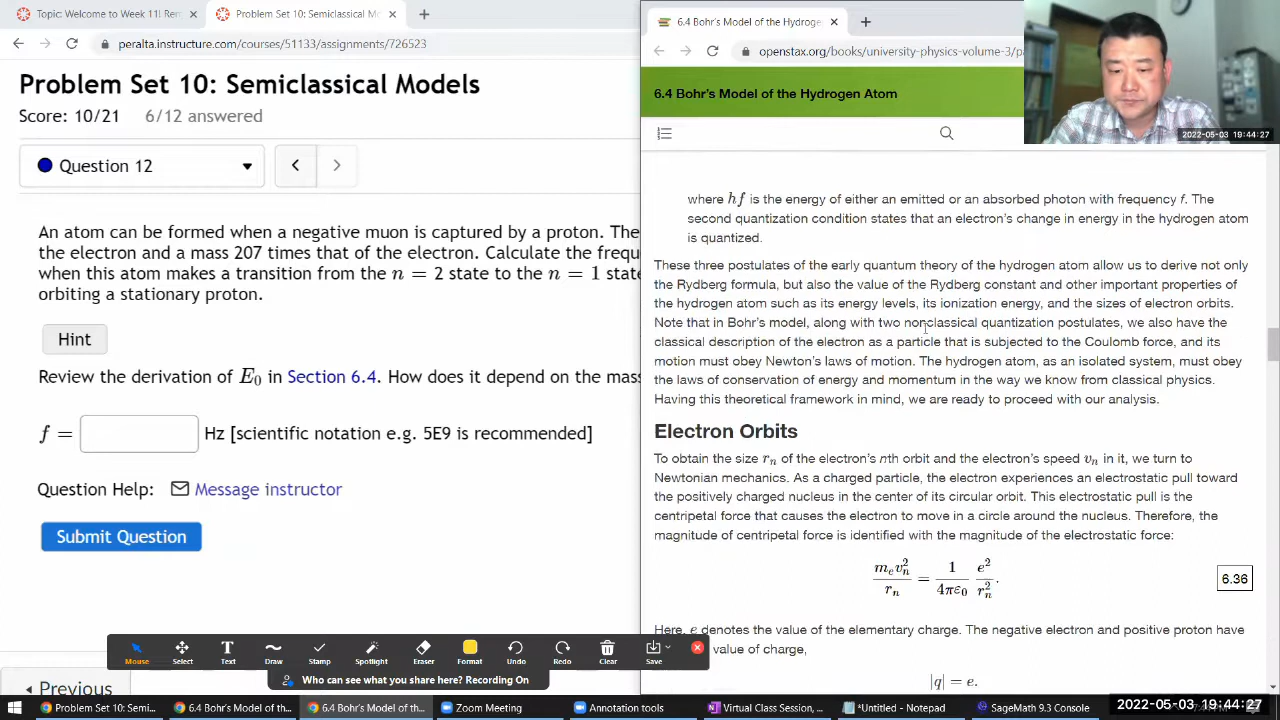 Topic: Welcome to Week 11! Rem
Problem Set 10: Semiclassical Mo
peralta.instructure.com/courses/51133/assignments/726523
Problem Set 10: Semiclassical Models
Score: 10/21 6/12 answered
Question 12
An atom can be formed when a negative muon is captured by a proton. The
the electron and a mass 207 times that of the electron. Calculate the frequ
when this atom makes a transition from the n = 2 state to the n = 1 state
orbiting a stationary proton.
Hint
Review the derivation of E₀ in Section 6.4. How does it depend on the mas
f = Hz [scientific notation e.g. 5E9 is recommended]
Question Help: Message instructor
Submit Question
Previous
6.4 Bohr's Model of the Hydroge
openstax.org/books/university-physics-volume-3/pa
6.4 Bohr's Model of the Hydrogen Atom
2022-05-03 19:44:27
where hf is the energy of either an emitted or an absorbed photon with frequency f. The
second quantization condition states that an electron's change in energy in the hydrogen atom
is quantized.
These three postulates of the early quantum theory of the hydrogen atom allow us to derive not only
the Rydberg formula, but also the value of the Rydberg constant and other important properties of
the hydrogen atom such as its energy levels, its ionization energy, and the sizes of electron orbits.
Note that in Bohr's model, along with two nonclassical quantization postulates, we also have the
classical description of the electron as a particle that is subjected to the Coulomb force, and its
motion must obey Newton's laws of motion. The hydrogen atom, as an isolated system, must obey
the laws of conservation of energy and momentum in the way we know from classical physics.
Having this theoretical framework in mind, we are ready to proceed with our analysis.
Electron Orbits
To obtain the size rₙ of the electron's nth orbit and the electron's speed vₙ in it, we turn to
Newtonian mechanics. As a charged particle, the electron experiences an electrostatic pull toward
the positively charged nucleus in the center of its circular orbit. This electrostatic pull is the
centripetal force that causes the electron to move in a circle around the nucleus. Therefore, the
magnitude of centripetal force is identified with the magnitude of the electrostatic force:
mₑvₙ²/rₙ = 1/4πε₀ e²/rₙ². 6.36
Here, e denotes the value of the elementary charge. The negative electron and positive proton have
value of charge,
|q| = e.
Mouse Select Text Draw Stamp Spotlight Eraser Format Undo Redo Clear Save
Who can see what you share here? Recording On
Problem Set 10: Semi... 6.4 Bohr's Model of th... 6.4 Bohr's Model of th... Zoom Meeting Annotation tools Virtual Class Session, ... *Untitled - Notepad SageMath 9.3 Console
2022-05-03 19:44:27